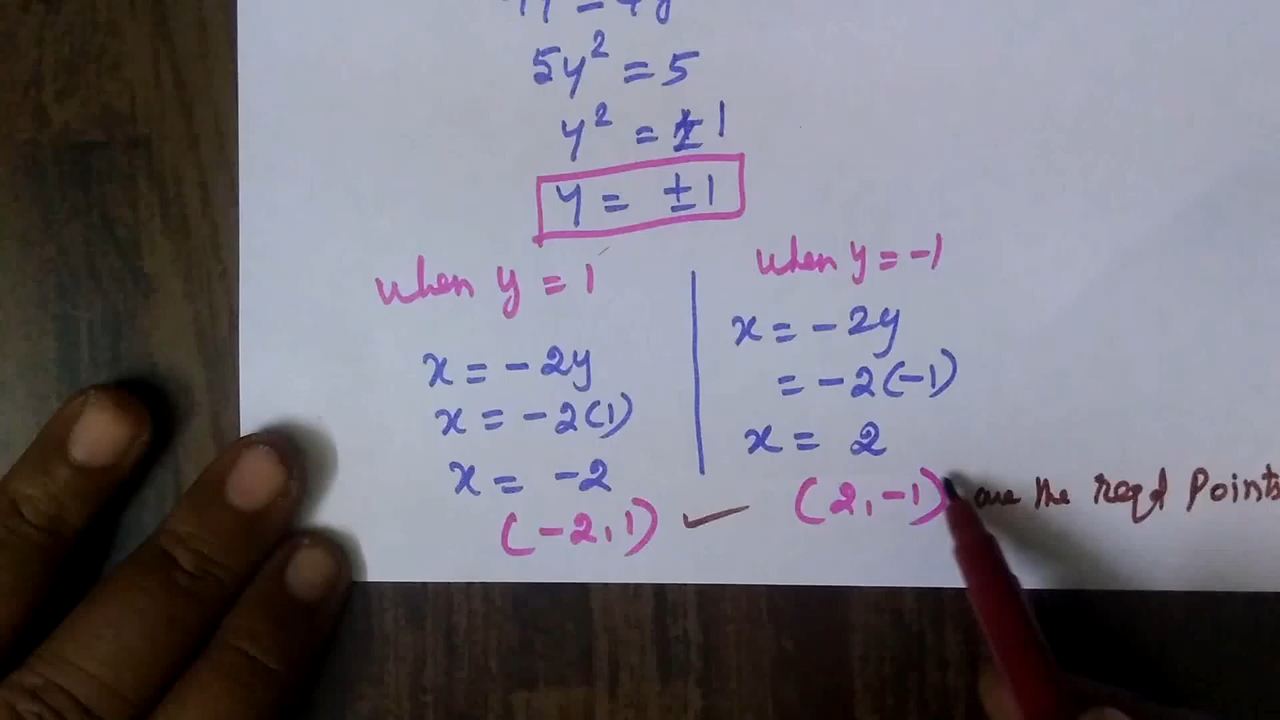 5y² = 5
y² = ±1
y = ±1
when y = 1
x = -2y
x = -2(1)
x = -2
(-2,1)
when y = -1
x = -2y
= -2(-1)
x = 2
(2,-1) are the reqd Points